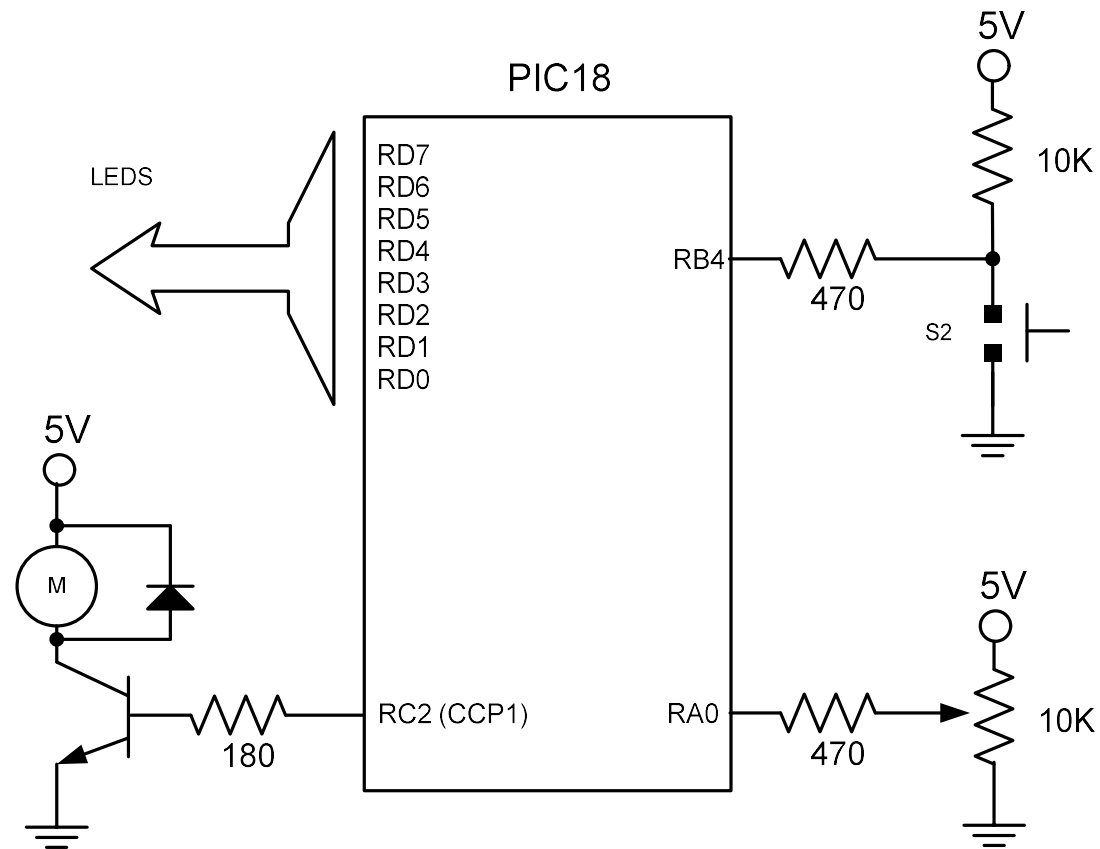 5V
PIC18
10K
LEDS
RD7
RD6
RD5
RD4
RD3
RD2
RD1
RD0
RB4
470
S2
5V
M
5V
RC2 (CCP1)
RA0
10K
180
470